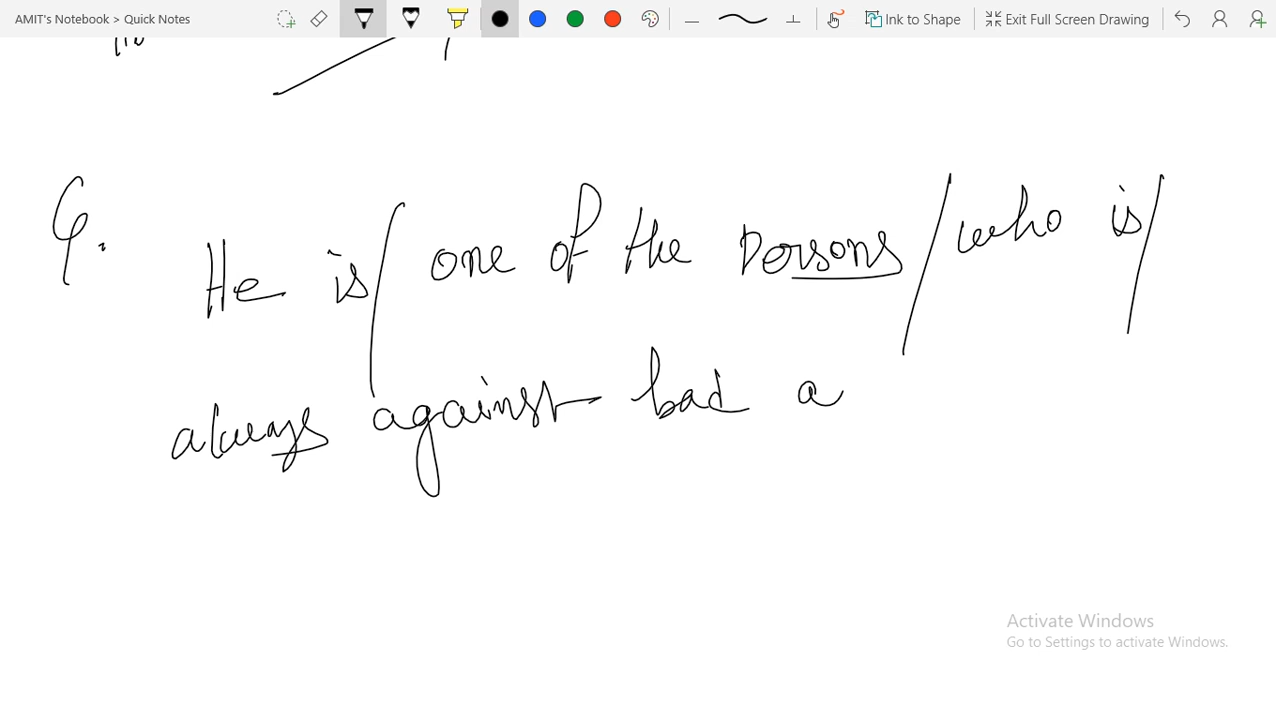 AMIT's Notebook > Quick Notes
Ink to Shape
Exit Full Screen Drawing
Q. He is / one of the Persons / who is /
always against bad a
Activate Windows
Go to Settings to activate Windows.